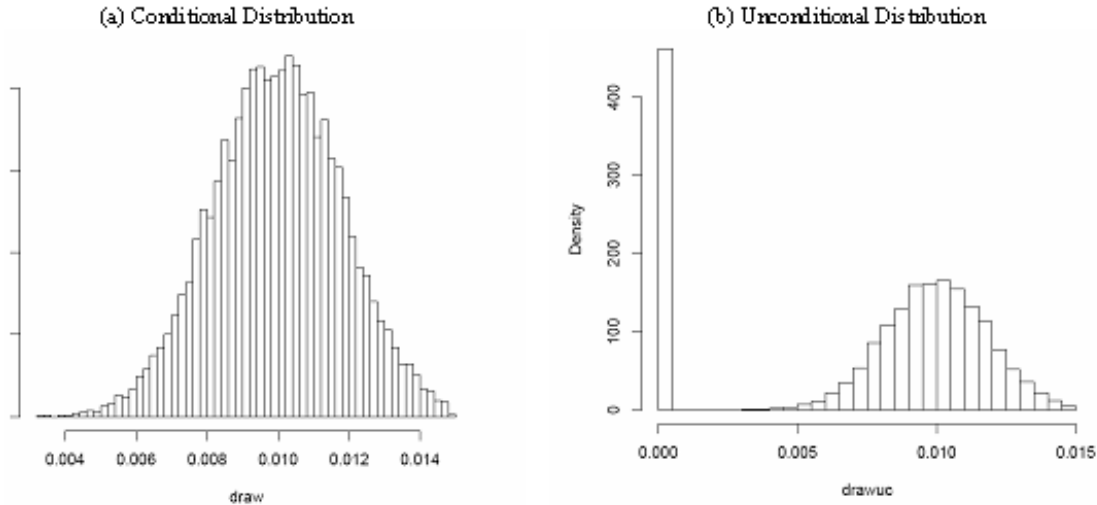 (a) Conditional Distribution
0.004 0.006 0.008 0.010 0.012 0.014
draw
(b) Unconditional Distribution
Density
400
300
200
100
0
0.000 0.005 0.010 0.015
drawuc